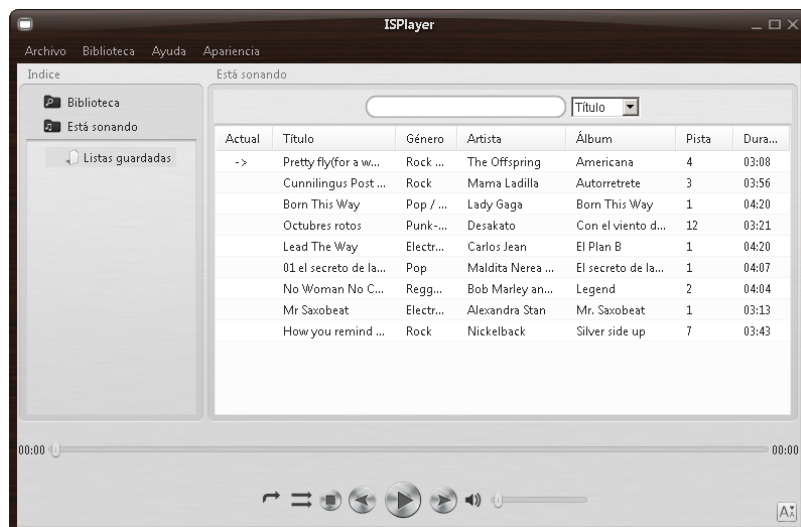 ISPlayer
Archivo Biblioteca Ayuda Apariencia
Indice Está sonando
Biblioteca
Está sonando
Listas guardadas
Título
Actual Título Género Artista Álbum Pista Dura...
-> Pretty fly(for a w... Rock ... The Offspring Americana 4 03:08
Cunnilingus Post ... Rock Mama Ladilla Autorretrete 3 03:56
Born This Way Pop / ... Lady Gaga Born This Way 1 04:20
Octubres rotos Punk-... Desakato Con el viento d... 12 03:21
Lead The Way Electr... Carlos Jean El Plan B 1 04:20
01 el secreto de la... Pop Maldita Nerea ... El secreto de la... 1 04:07
No Woman No C... Regg... Bob Marley an... Legend 2 04:04
Mr Saxobeat Electr... Alexandra Stan Mr. Saxobeat 1 03:13
How you remind ... Rock Nickelback Silver side up 7 03:43
00:00 00:00